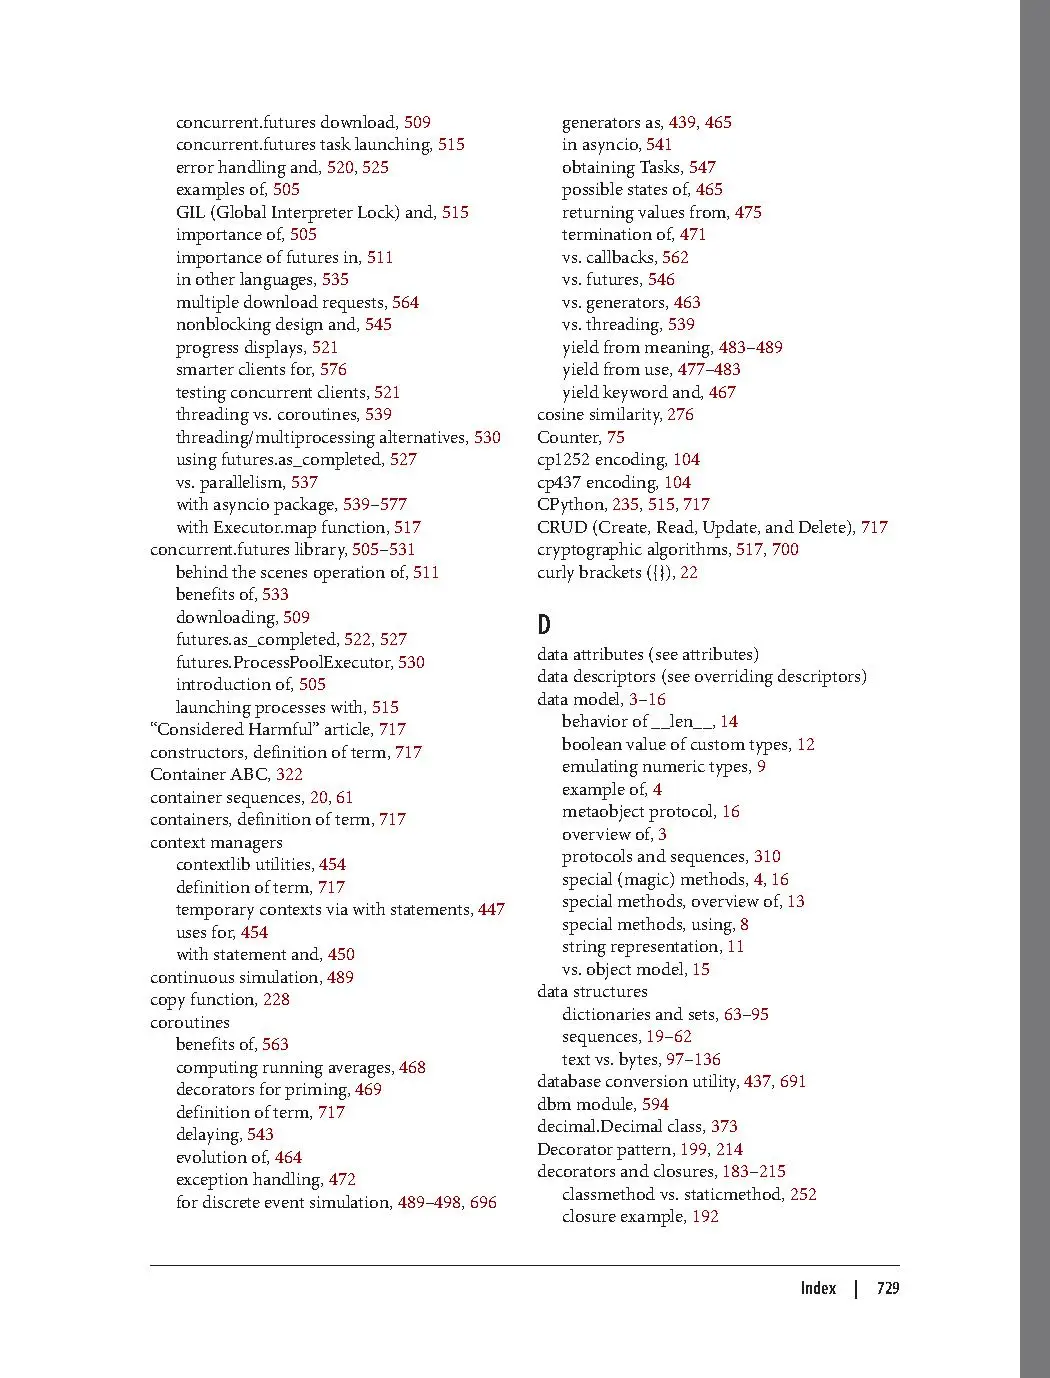 concurrent.futures download, 509
concurrent.futures task launching, 515
error handling and, 520, 525
examples of, 505
GIL (Global Interpreter Lock) and, 515
importance of, 505
importance of futures in, 511
in other languages, 535
multiple download requests, 564
nonblocking design and, 545
progress displays, 521
smarter clients for, 576
testing concurrent clients, 521
threading vs. coroutines, 539
threading/multiprocessing alternatives, 530
using futures.as_completed, 527
vs. parallelism, 537
with asyncio package, 539–577
with Executor.map function, 517
concurrent.futures library, 505–531
behind the scenes operation of, 511
benefits of, 533
downloading, 509
futures.as_completed, 522, 527
futures.ProcessPoolExecutor, 530
introduction of, 505
launching processes with, 515
“Considered Harmful” article, 717
constructors, definition of term, 717
Container ABC, 322
container sequences, 20, 61
containers, definition of term, 717
context managers
contextlib utilities, 454
definition of term, 717
temporary contexts via with statements, 447
uses for, 454
with statement and, 450
continuous simulation, 489
copy function, 228
coroutines
benefits of, 563
computing running averages, 468
decorators for priming, 469
definition of term, 717
delaying, 543
evolution of, 464
exception handling, 472
for discrete event simulation, 489–498, 696
generators as, 439, 465
in asyncio, 541
obtaining Tasks, 547
possible states of, 465
returning values from, 475
termination of, 471
vs. callbacks, 562
vs. futures, 546
vs. generators, 463
vs. threading, 539
yield from meaning, 483–489
yield from use, 477–483
yield keyword and, 467
cosine similarity, 276
Counter, 75
cp1252 encoding, 104
cp437 encoding, 104
CPython, 235, 515, 717
CRUD (Create, Read, Update, and Delete), 717
cryptographic algorithms, 517, 700
curly brackets ({}), 22
D
data attributes (see attributes)
data descriptors (see overriding descriptors)
data model, 3–16
behavior of __len__, 14
boolean value of custom types, 12
emulating numeric types, 9
example of, 4
metaobject protocol, 16
overview of, 3
protocols and sequences, 310
special (magic) methods, 4, 16
special methods, overview of, 13
special methods, using, 8
string representation, 11
vs. object model, 15
data structures
dictionaries and sets, 63–95
sequences, 19–62
text vs. bytes, 97–136
database conversion utility, 437, 691
dbm module, 594
decimal.Decimal class, 373
Decorator pattern, 199, 214
decorators and closures, 183–215
classmethod vs. staticmethod, 252
closure example, 192
Index | 729